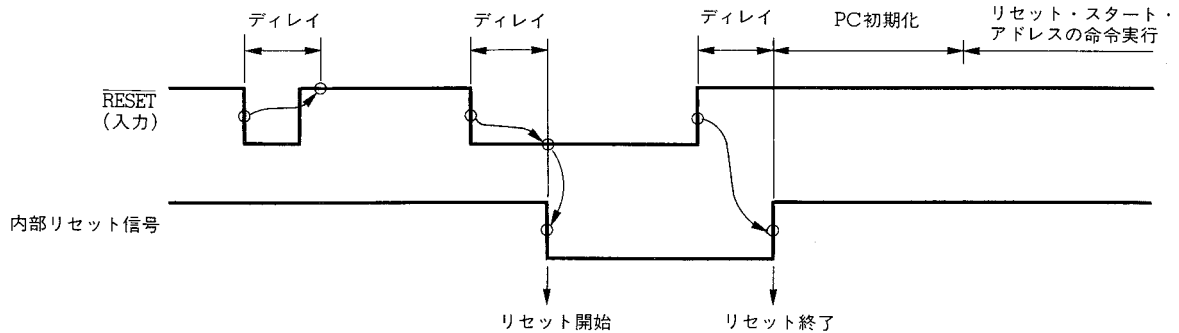 ディレイ
ディレイ
ディレイ
PC初期化
リセット・スタート・
アドレスの命令実行
RESET
(入力)
内部リセット信号
リセット開始
リセット終了